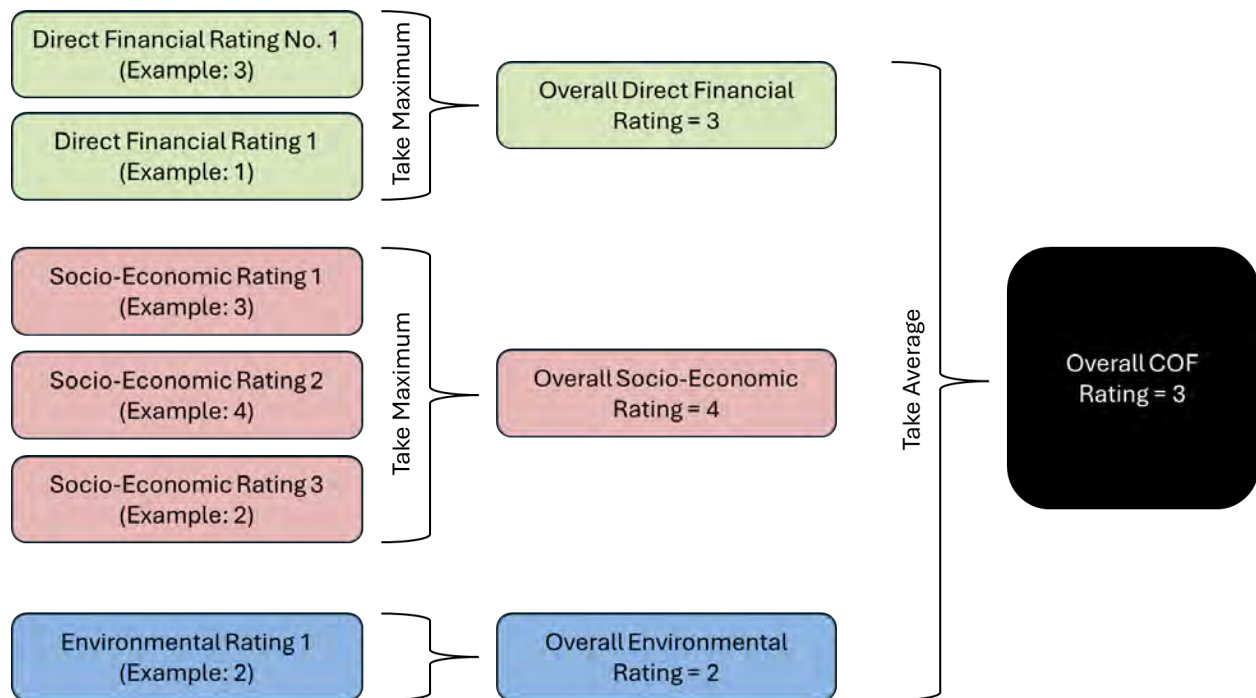 Direct Financial Rating No. 1
(Example: 3)
Direct Financial Rating 1
(Example: 1)
Take Maximum
Overall Direct Financial
Rating = 3
Socio-Economic Rating 1
(Example: 3)
Socio-Economic Rating 2
(Example: 4)
Socio-Economic Rating 3
(Example: 2)
Take Maximum
Overall Socio-Economic
Rating = 4
Environmental Rating 1
(Example: 2)
Overall Environmental
Rating = 2
Take Average
Overall COF
Rating = 3